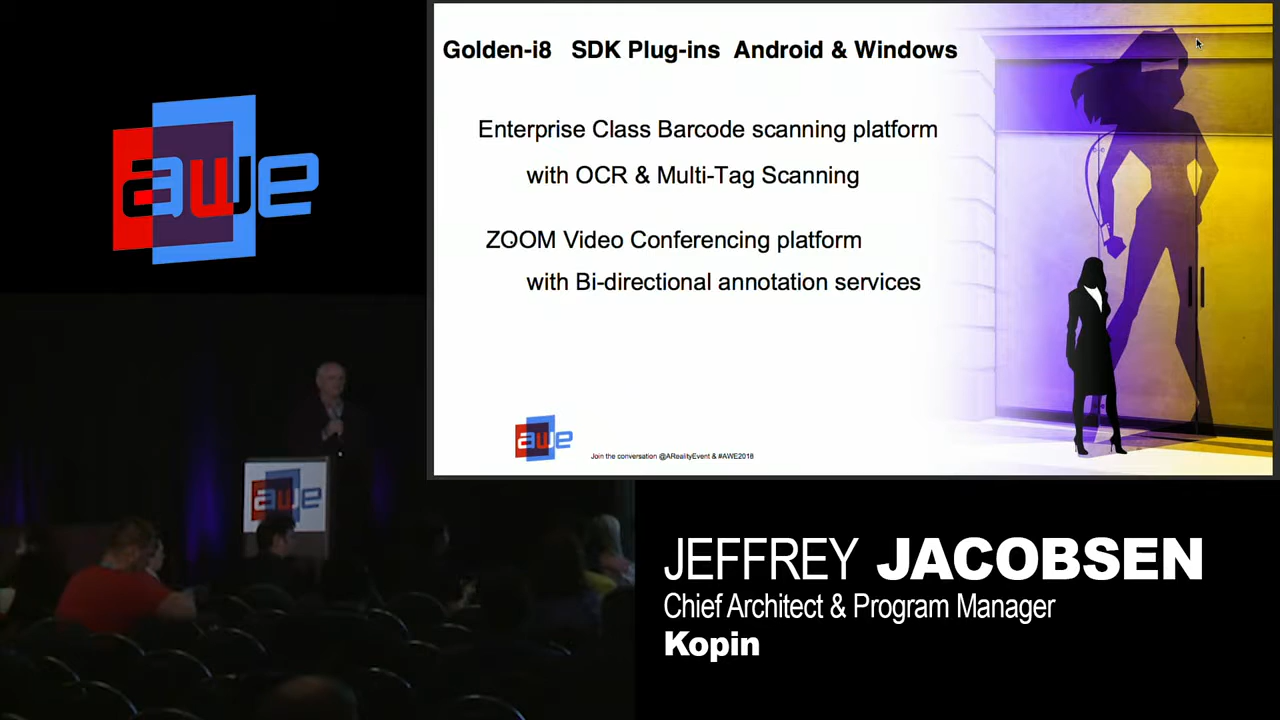 awe
Golden-i8 SDK Plug-ins Android & Windows
Enterprise Class Barcode scanning platform
with OCR & Multi-Tag Scanning
ZOOM Video Conferencing platform
with Bi-directional annotation services
awe
Join the conversation @ARealityEvent & #AWE2018
awe
JEFFREY JACOBSEN
Chief Architect & Program Manager
Kopin